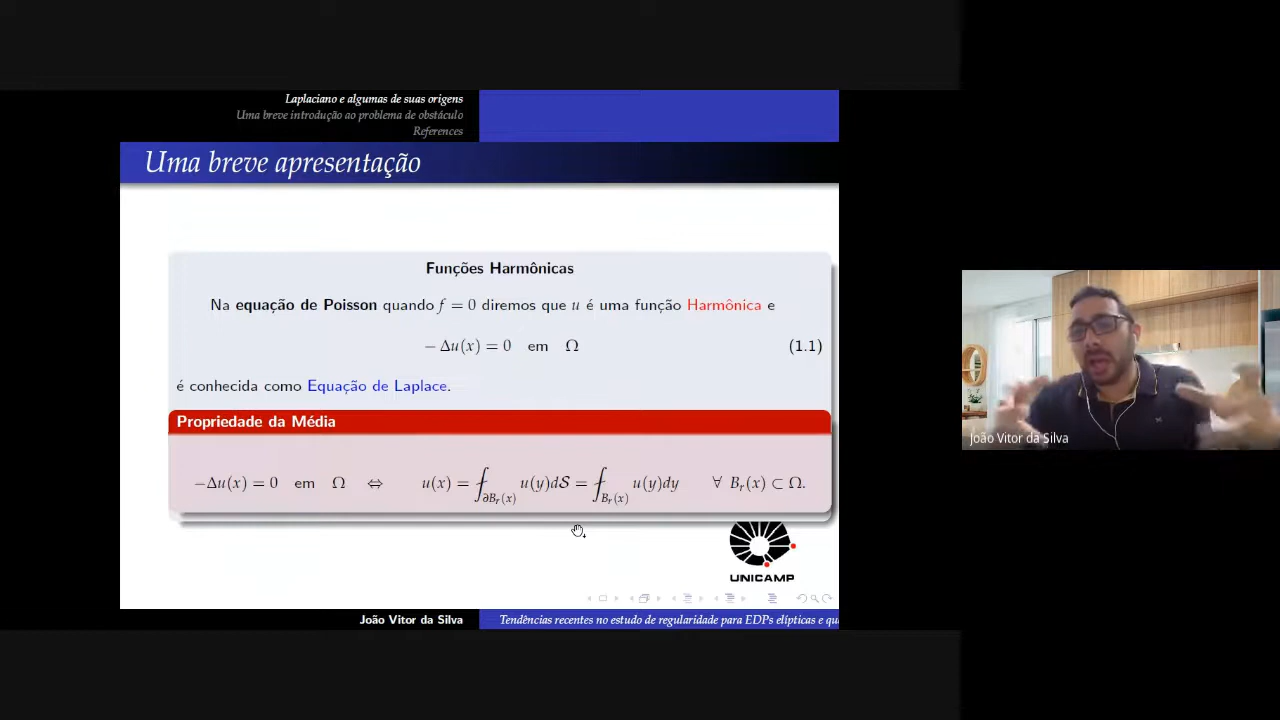 Laplaciano e algumas de suas origens
Uma breve introdução ao problema de obstáculo
References
Uma breve apresentação
Funções Harmônicas
Na equação de Poisson quando f = 0 diremos que u é uma função Harmônica e
− Δu(x) = 0 em Ω (1.1)
é conhecida como Equação de Laplace.
Propriedade da Média
−Δu(x) = 0 em Ω ⇔ u(x) = ⨍_{∂B_r(x)} u(y)dS = ⨍_{B_r(x)} u(y)dy ∀ B_r(x) ⊂ Ω.
UNICAMP
João Vitor da Silva
Tendências recentes no estudo de regularidade para EDPs elípticas e qu
João Vitor da Silva